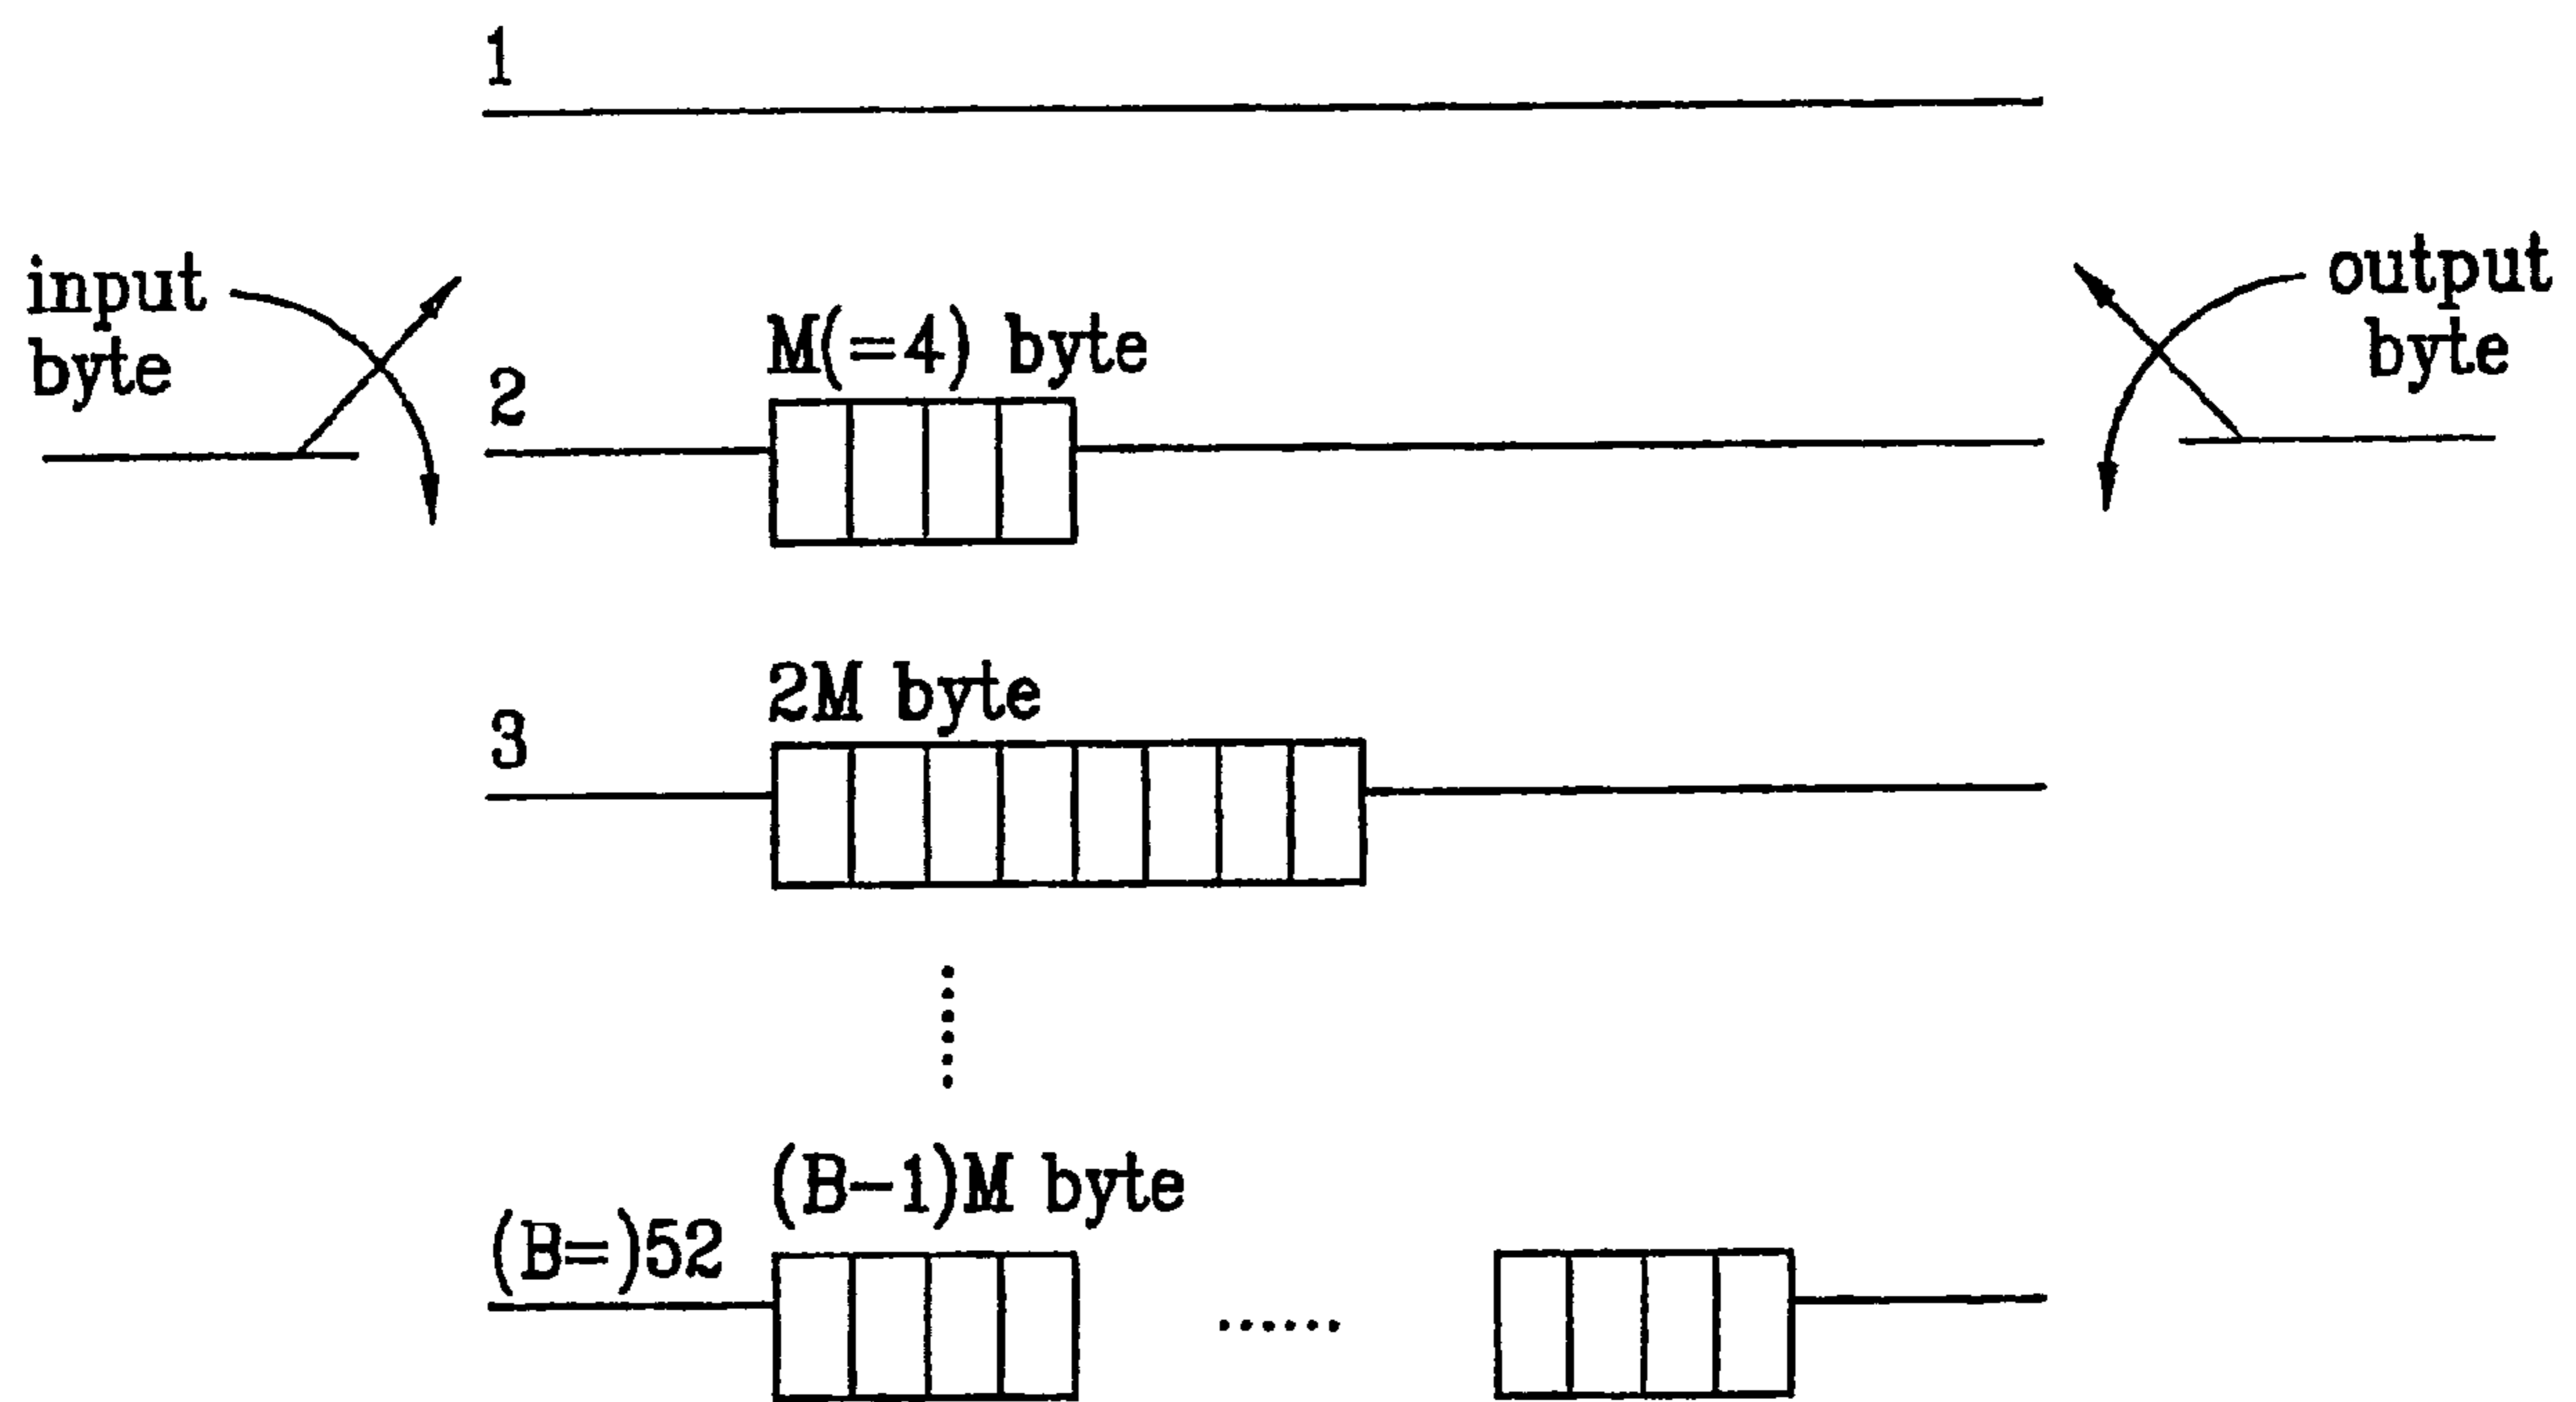 1
input
byte
output
byte
M(=4) byte
2
2M byte
3
(B-1)M byte
(B=)52